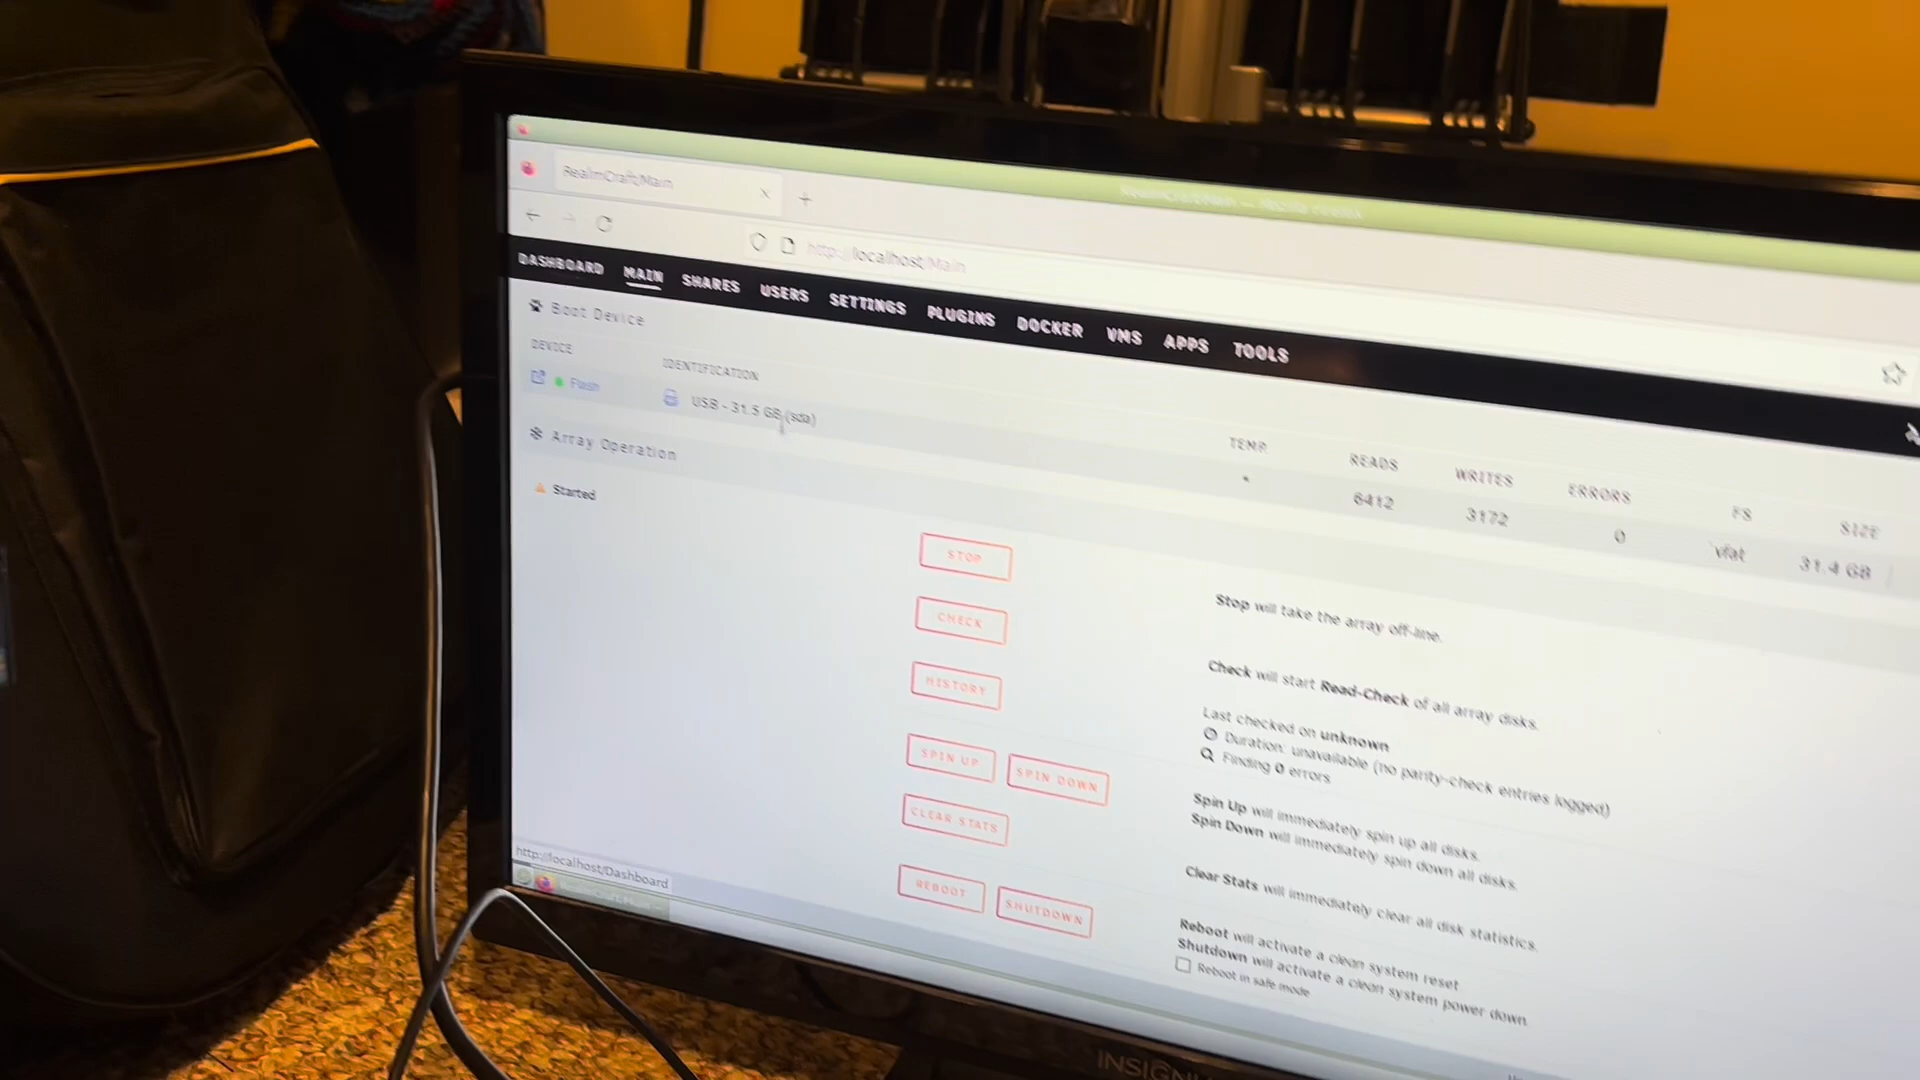 RealmCraft/Main
http://localhost/Main
DASHBOARD MAIN SHARES USERS SETTINGS PLUGINS DOCKER VMS APPS TOOLS
Boot Device
DEVICE IDENTIFICATION TEMP. READS WRITES ERRORS FS SIZE
Flash USB - 31.5 GB (sda) * 6412 3172 0 vfat 31.4 GB
Array Operation
Started
STOP Stop will take the array off-line.
CHECK Check will start Read-Check of all array disks.
HISTORY Last checked on unknown
Duration: unavailable (no parity-check entries logged)
Finding 0 errors
SPIN UP SPIN DOWN Spin Up will immediately spin up all disks.
Spin Down will immediately spin down all disks.
CLEAR STATS Clear Stats will immediately clear all disk statistics.
REBOOT SHUTDOWN Reboot will activate a clean system reset
Shutdown will activate a clean system power down
Reboot in safe mode
http://localhost/Dashboard